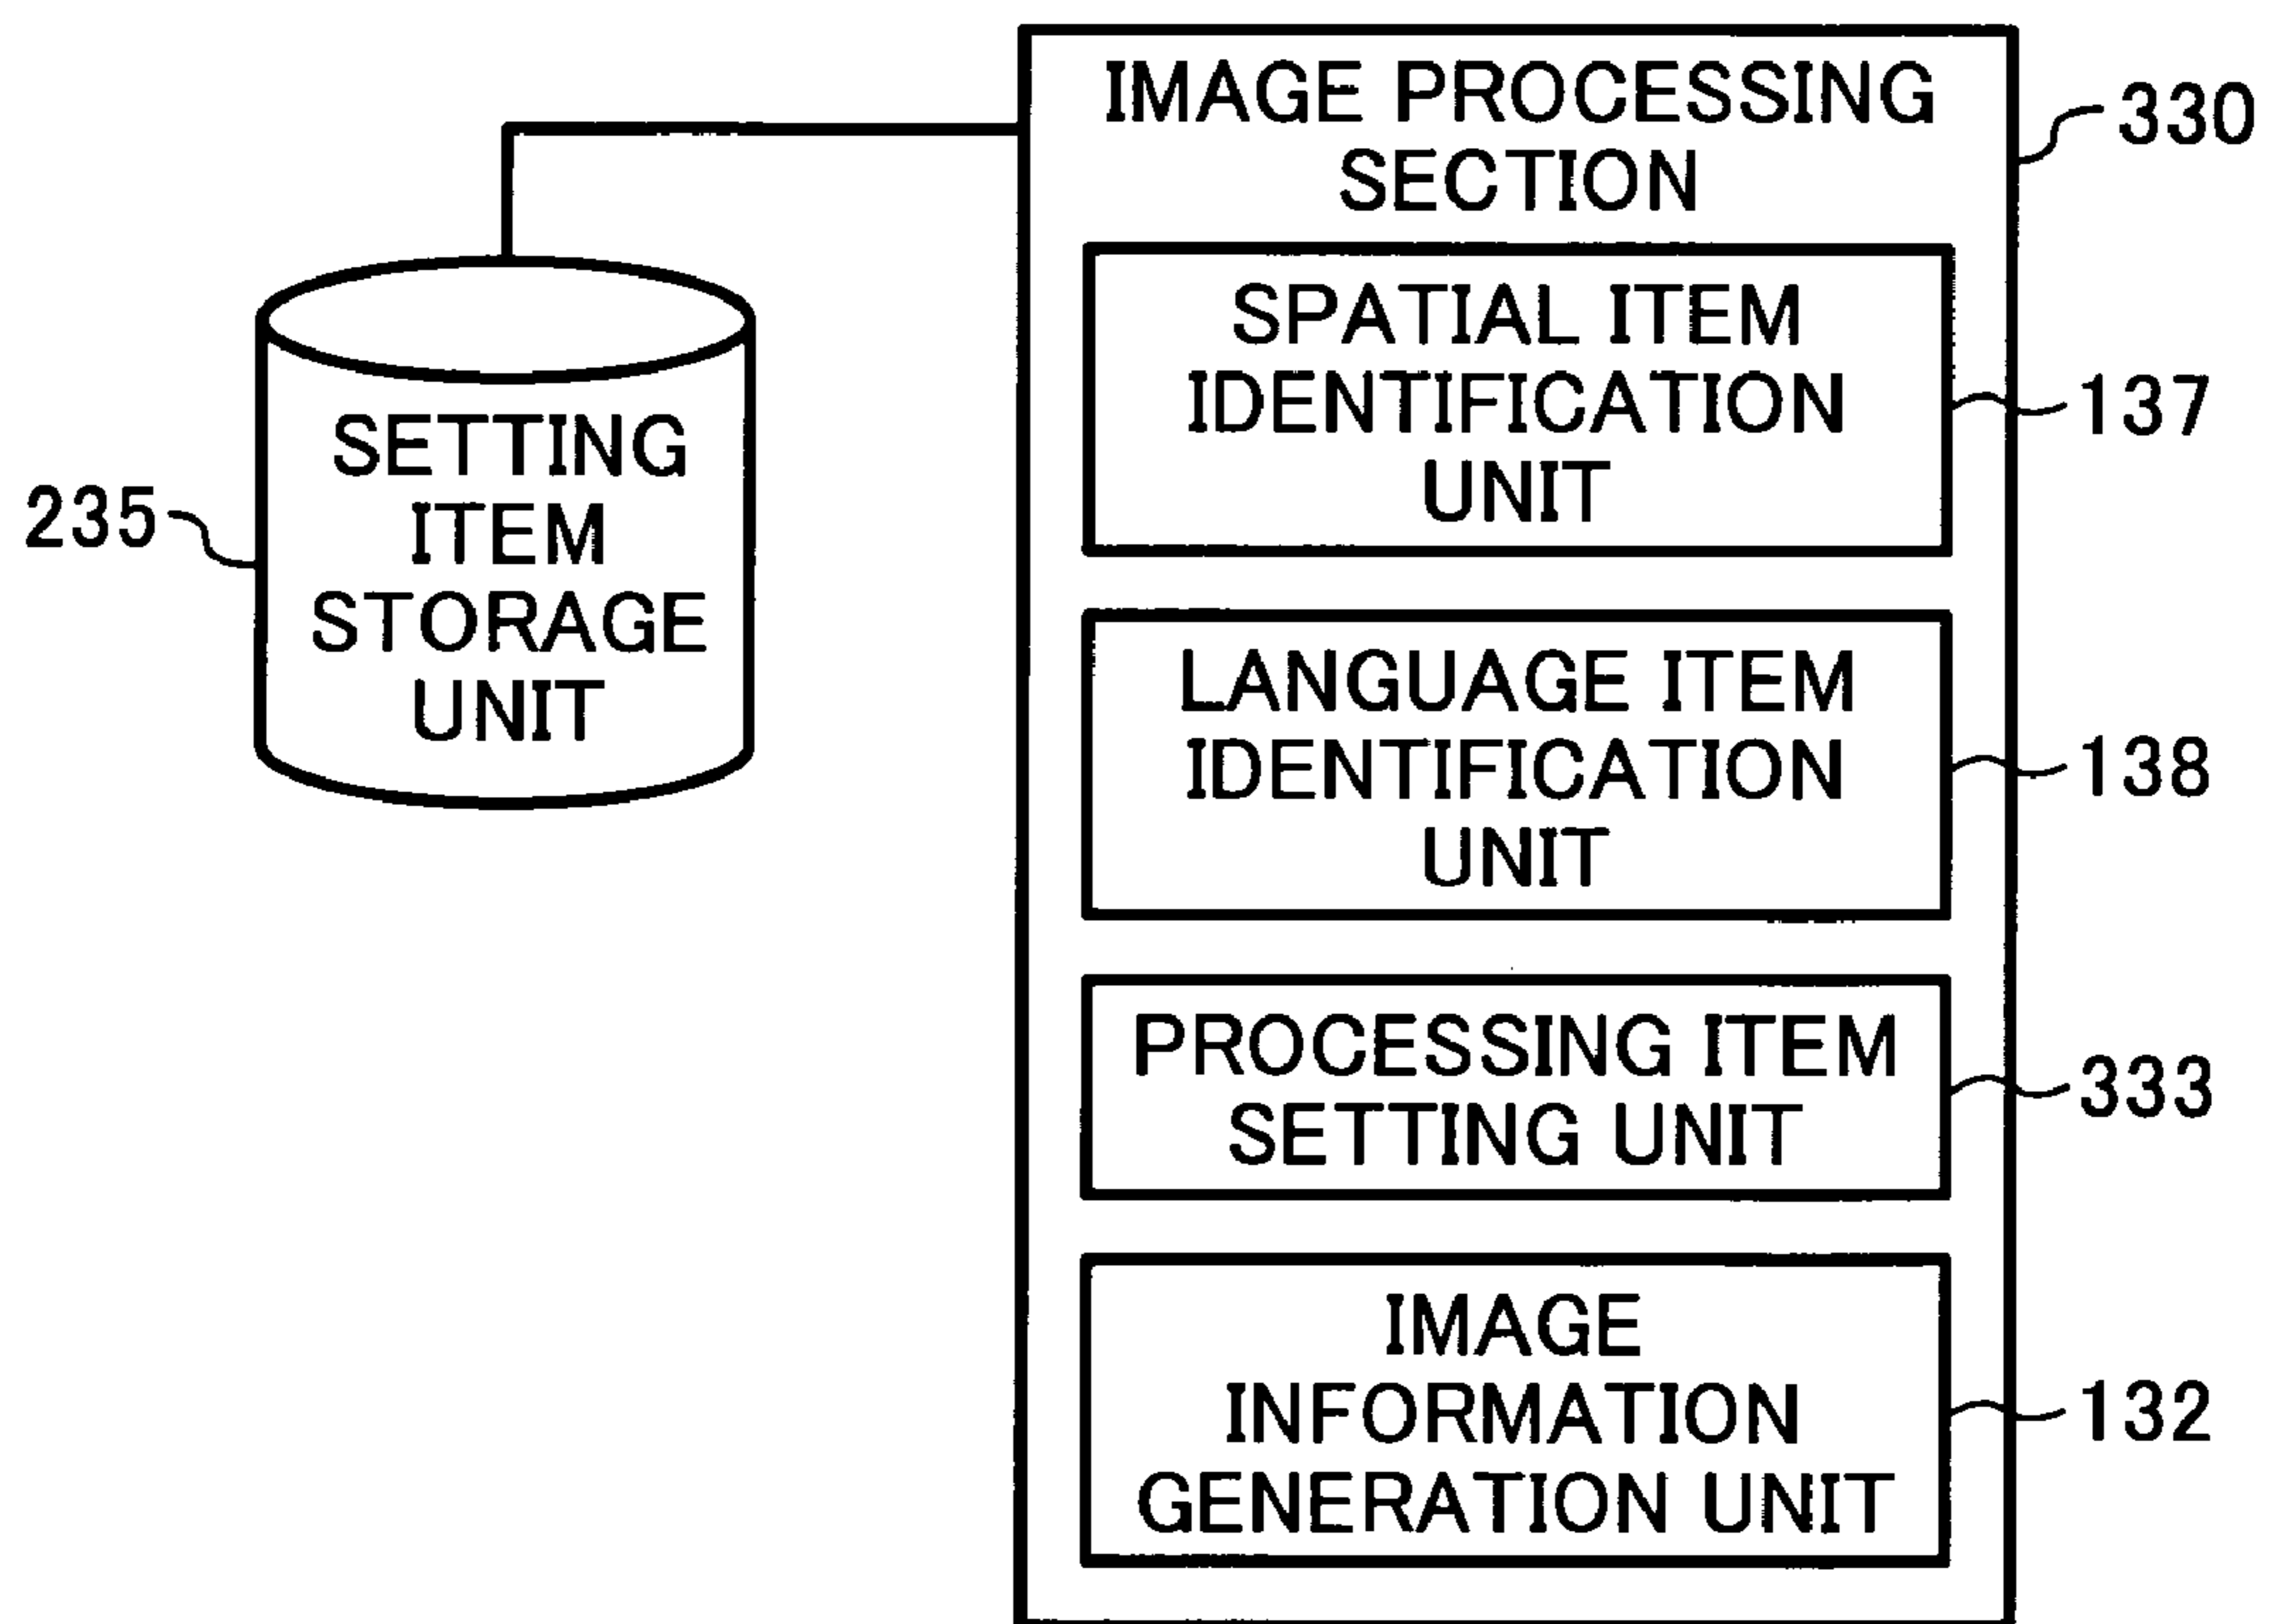 IMAGE PROCESSING
SECTION
330
SPATIAL ITEM
IDENTIFICATION
UNIT
137
SETTING
ITEM
STORAGE
UNIT
235
LANGUAGE ITEM
IDENTIFICATION
UNIT
138
PROCESSING ITEM
SETTING UNIT
333
IMAGE
INFORMATION
GENERATION UNIT
132